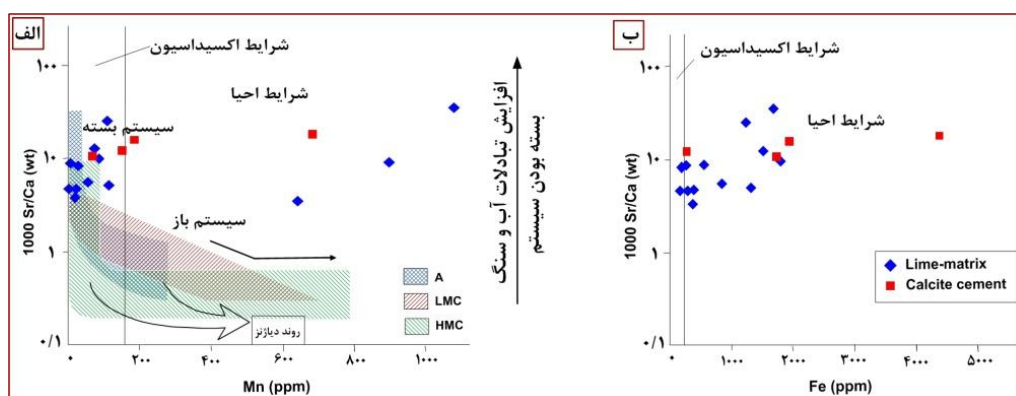 الف
شرایط اکسیداسیون
۱۰۰
شرایط احیا
سیستم بسته
۱۰
1000 Sr/Ca (wt)
سیستم باز
۱
A
LMC
HMC
روند دیاژنز
۰/۱
۰
۲۰۰
۴۰۰
۶۰۰
۸۰۰
۱۰۰۰
Mn (ppm)
افزایش تبادلات آب و سنگ
بسته بودن سیستم
ب
شرایط اکسیداسیون
۱۰۰
شرایط احیا
۱۰
1000 Sr/Ca (wt)
۱
Lime-matrix
Calcite cement
۰/۱
۰
۱۰۰۰
۲۰۰۰
۳۰۰۰
۴۰۰۰
۵۰۰۰
Fe (ppm)